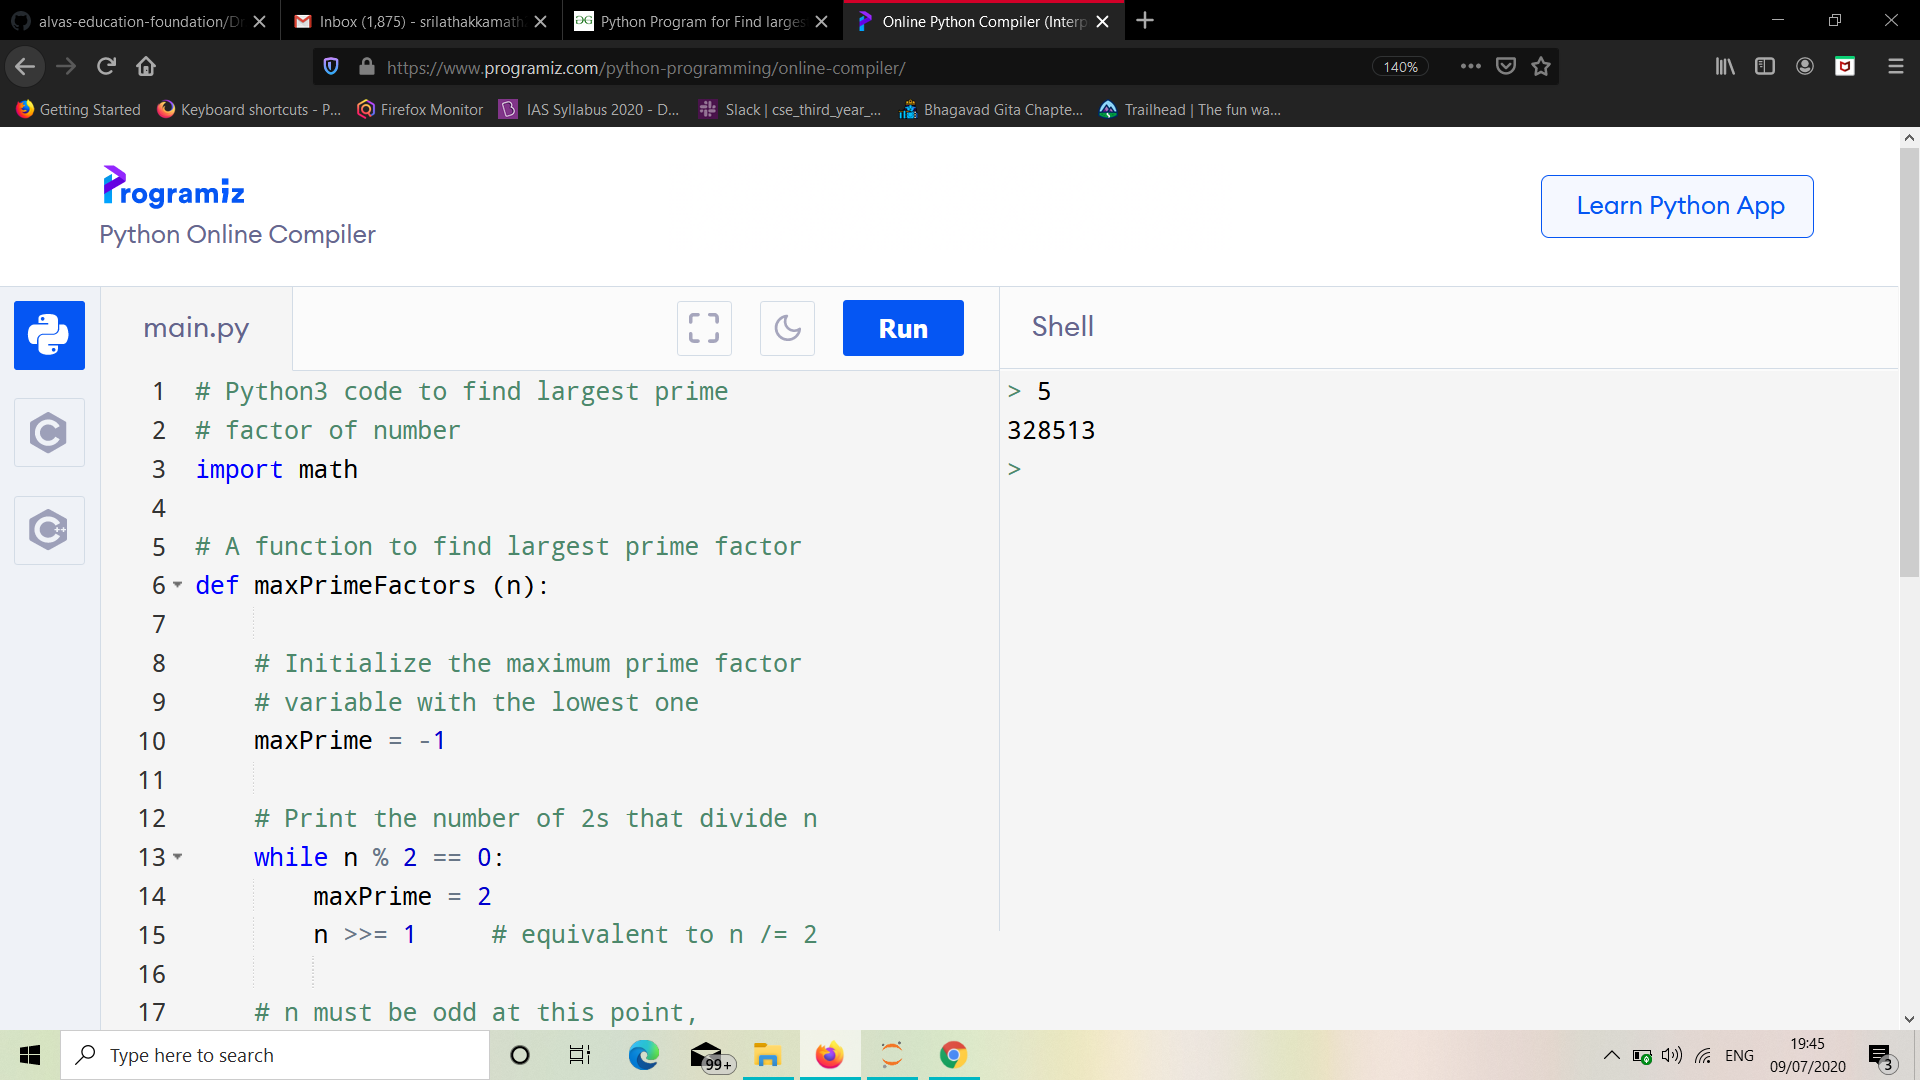 alvas-education-foundation/Dr
Inbox (1,875) - srilathakkamath
Python Program for Find larges
Online Python Compiler (Interp
https://www.programiz.com/python-programming/online-compiler/
140%
Getting Started
Keyboard shortcuts - P...
Firefox Monitor
IAS Syllabus 2020 - D...
Slack | cse_third_year_...
Bhagavad Gita Chapte...
Trailhead | The fun wa...
Programiz
Python Online Compiler
Learn Python App
main.py
Run
Shell
1 # Python3 code to find largest prime
2 # factor of number
3 import math
4
5 # A function to find largest prime factor
6 def maxPrimeFactors (n):
7
8 # Initialize the maximum prime factor
9 # variable with the lowest one
10 maxPrime = -1
11
12 # Print the number of 2s that divide n
13 while n % 2 == 0:
14 maxPrime = 2
15 n >>= 1 # equivalent to n /= 2
16
17 # n must be odd at this point,
> 5
328513
>
Type here to search
99+
ENG
19:45
09/07/2020
3